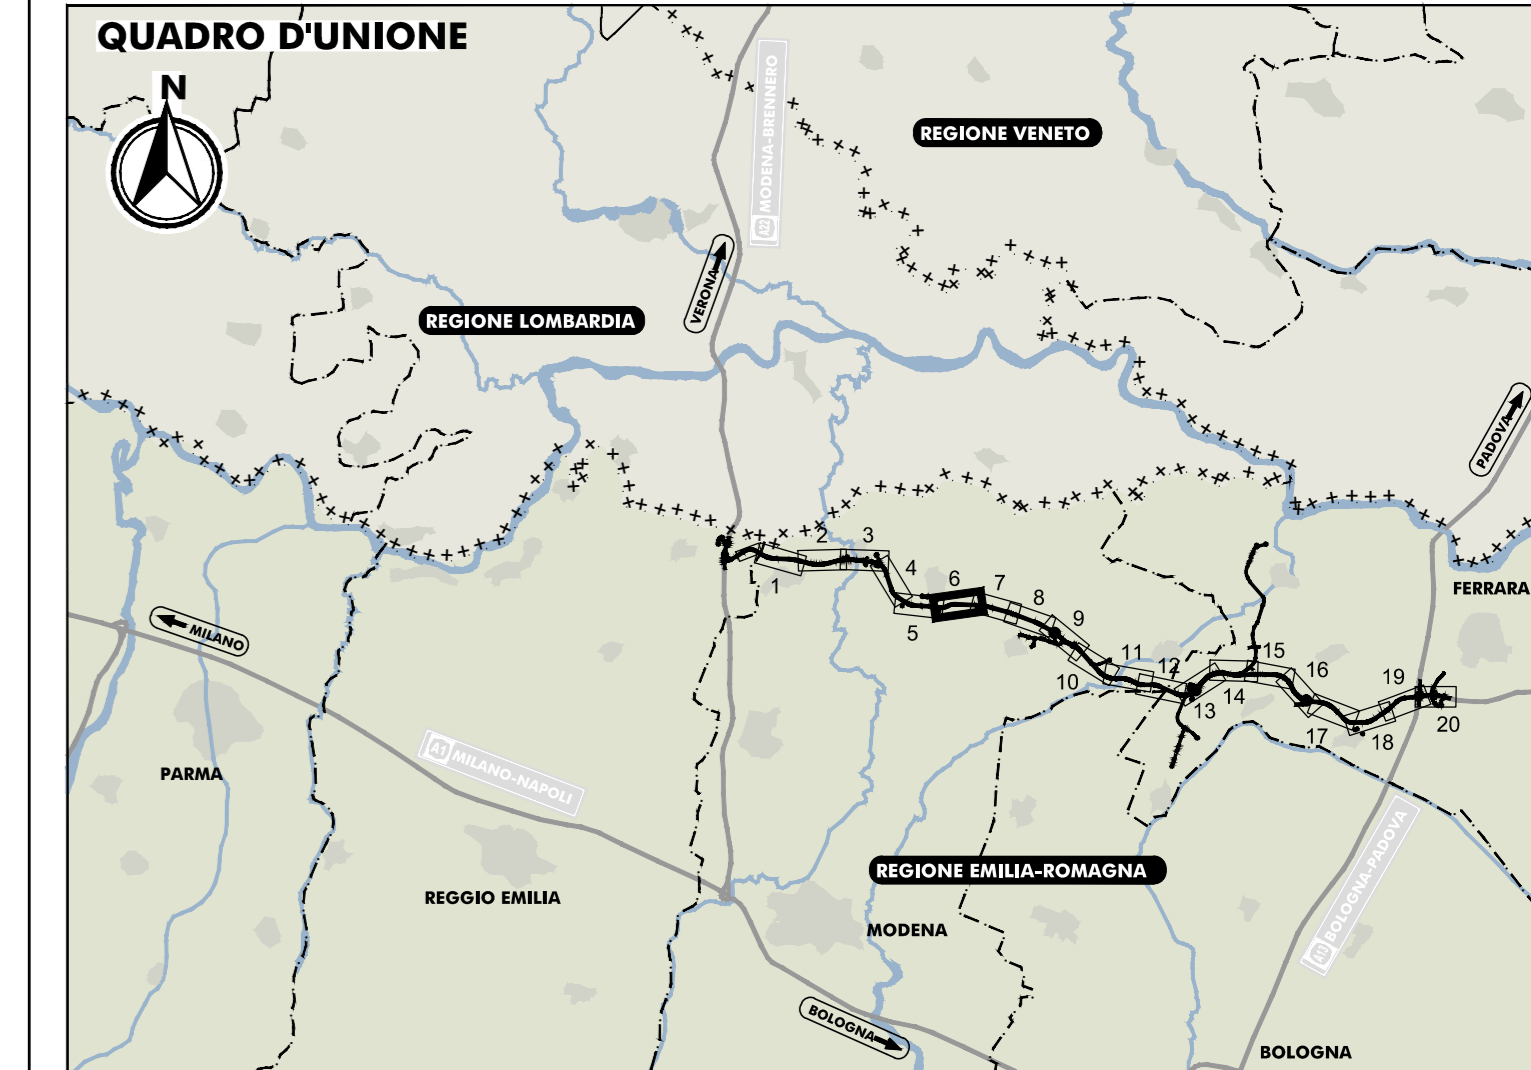 QUADRO D'UNIONE
N
A22 MODENA-BRENNERO
REGIONE VENETO
VERONA
REGIONE LOMBARDIA
PADOVA
2
3
1
4
6
7
5
8
9
FERRARA
MILANO
10
11
12
15
16
14
13
19
17
18
20
A1 MILANO-NAPOLI
PARMA
A13 BOLOGNA-PADOVA
REGIONE EMILIA-ROMAGNA
REGGIO EMILIA
MODENA
BOLOGNA
BOLOGNA